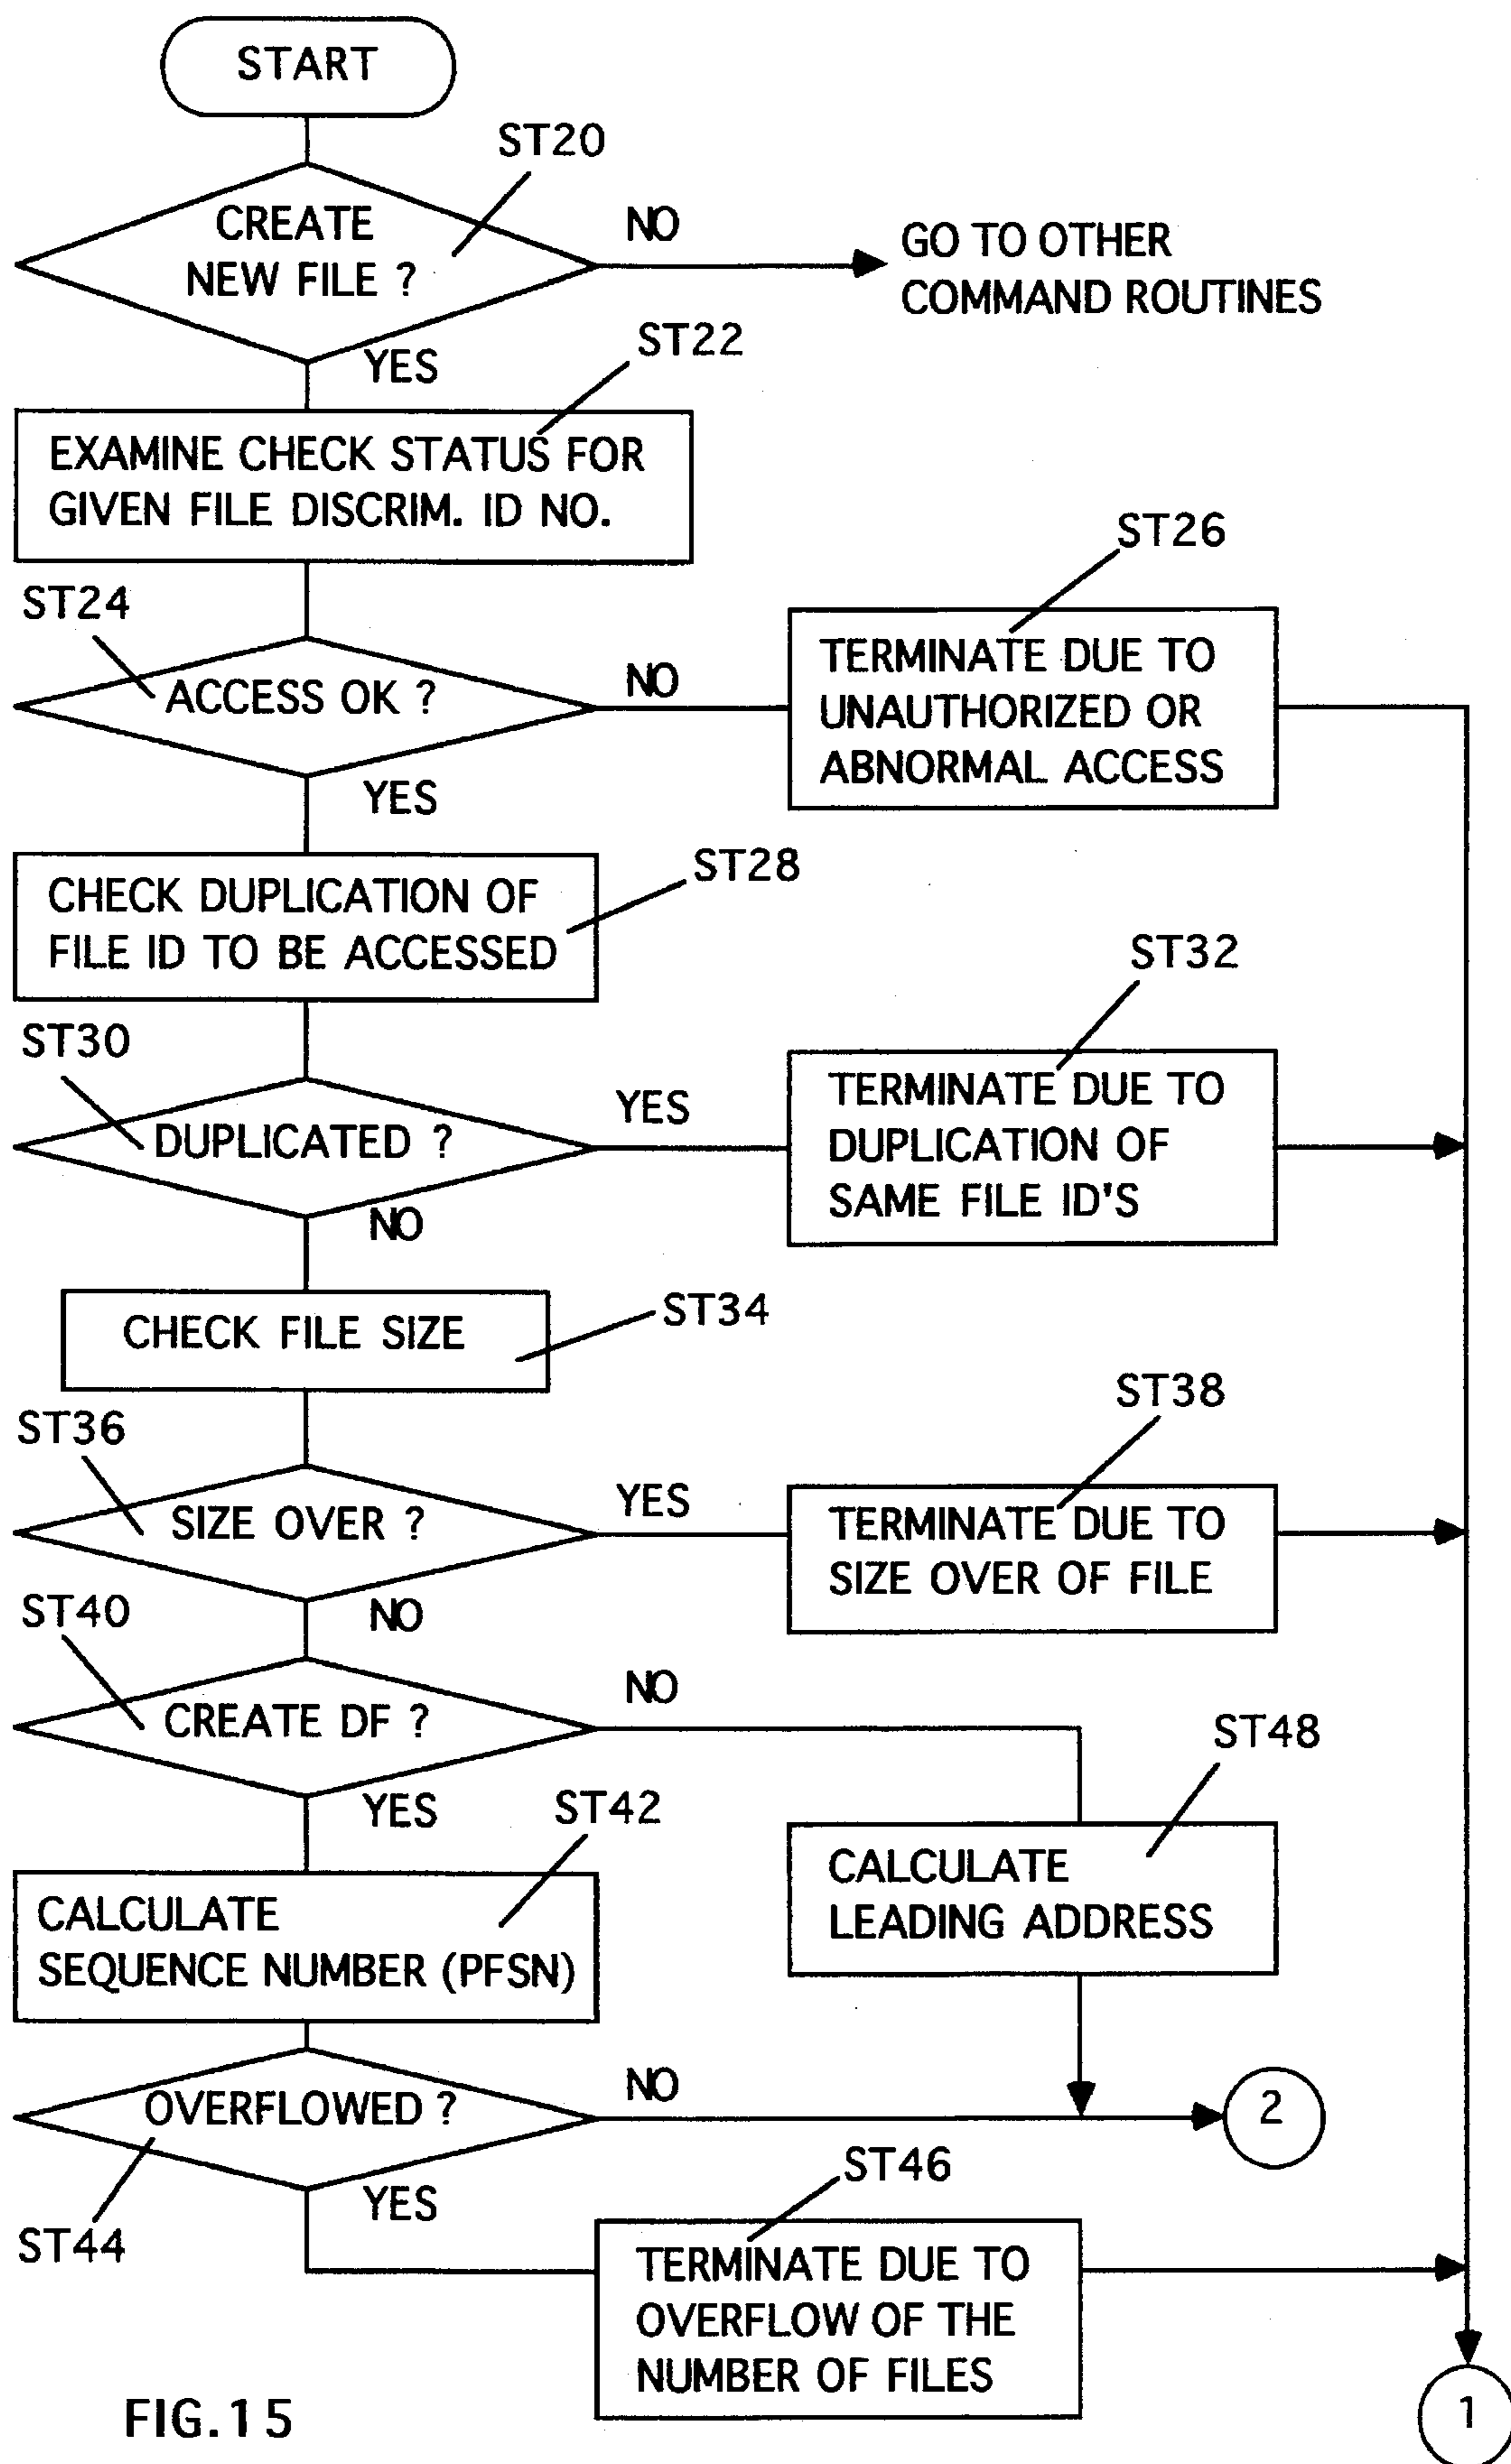 START
ST20
CREATE
NEW FILE ?
NO
GO TO OTHER
COMMAND ROUTINES
YES
ST22
EXAMINE CHECK STATUS FOR
GIVEN FILE DISCRIM. ID NO.
ST24
ACCESS OK ?
NO
ST26
TERMINATE DUE TO
UNAUTHORIZED OR
ABNORMAL ACCESS
YES
ST28
CHECK DUPLICATION OF
FILE ID TO BE ACCESSED
ST30
DUPLICATED ?
YES
ST32
TERMINATE DUE TO
DUPLICATION OF
SAME FILE ID'S
NO
ST34
CHECK FILE SIZE
ST36
SIZE OVER ?
YES
ST38
TERMINATE DUE TO
SIZE OVER OF FILE
NO
ST40
CREATE DF ?
NO
ST48
CALCULATE
LEADING ADDRESS
YES
ST42
CALCULATE
SEQUENCE NUMBER (PFSN)
OVERFLOWED ?
NO
2
ST44
YES
ST46
TERMINATE DUE TO
OVERFLOW OF THE
NUMBER OF FILES
1
FIG.15